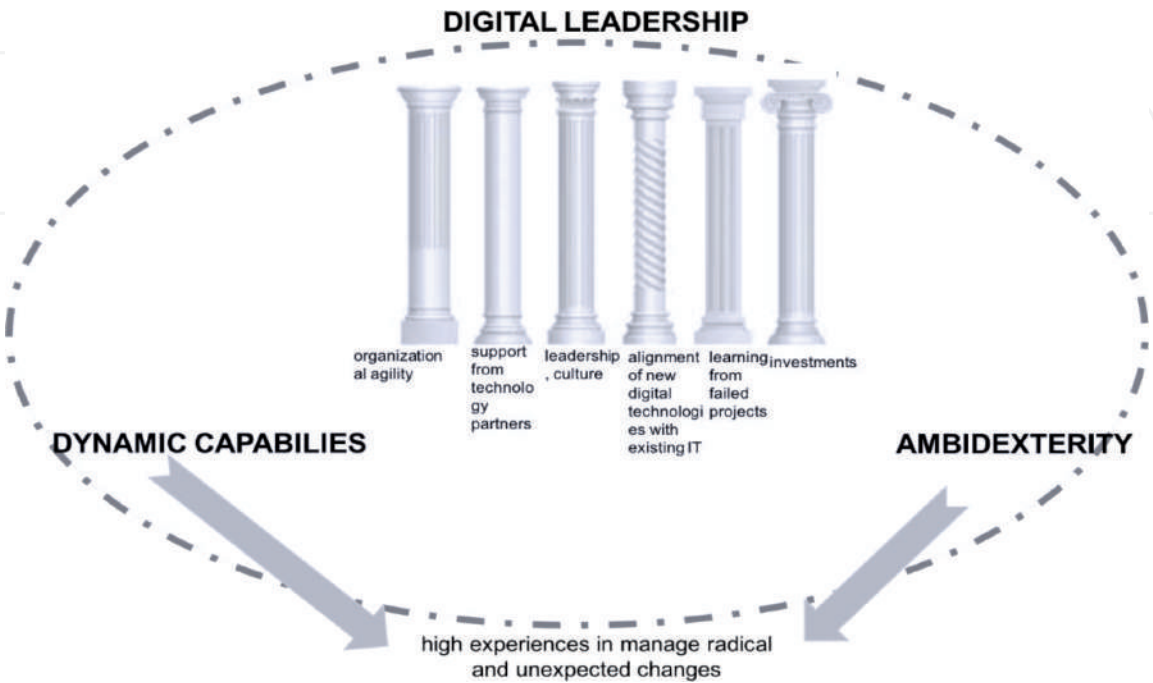 DIGITAL LEADERSHIP
organization
al agility
support
from
technolo
gy
partners
leadership
, culture
alignment
of new
digital
technologi
es with
existing IT
learning
from
failed
projects
investments
DYNAMIC CAPABILIES
AMBIDEXTERITY
high experiences in manage radical
and unexpected changes